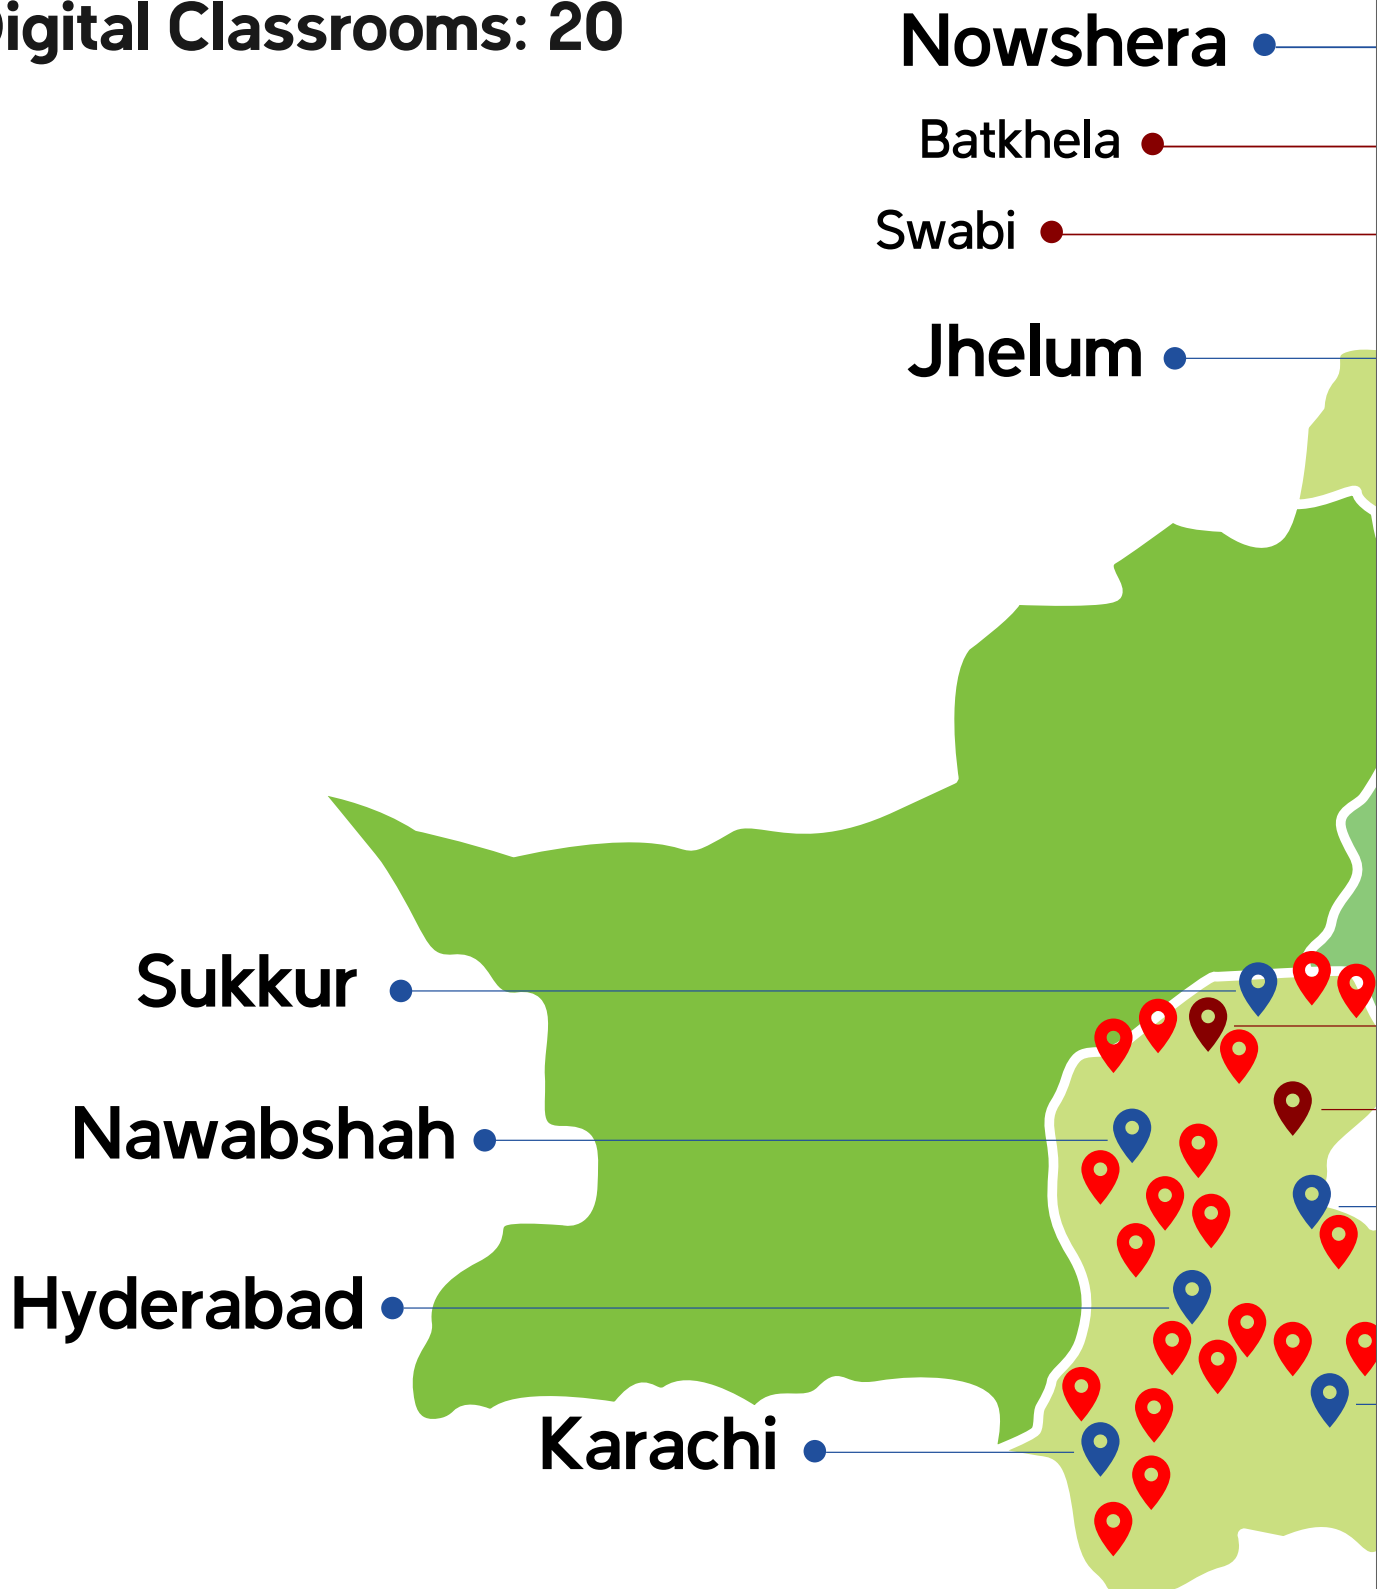 igital Classrooms: 20
Nowshera
Batkhela
Swabi
Jhelum
Sukkur
Nawabshah
Hyderabad
Karachi